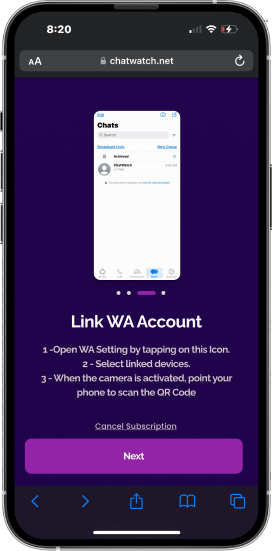 8:20
AA chatwatch.net
Edit
Chats
Search
Broadcast Lists New Group
Archived
ChatWatch
Link WA Account
1 -Open WA Setting by tapping on this Icon.
2 - Select linked devices.
3 - When the camera is activated, point your
phone to scan the QR Code
Cancel Subscription
Next